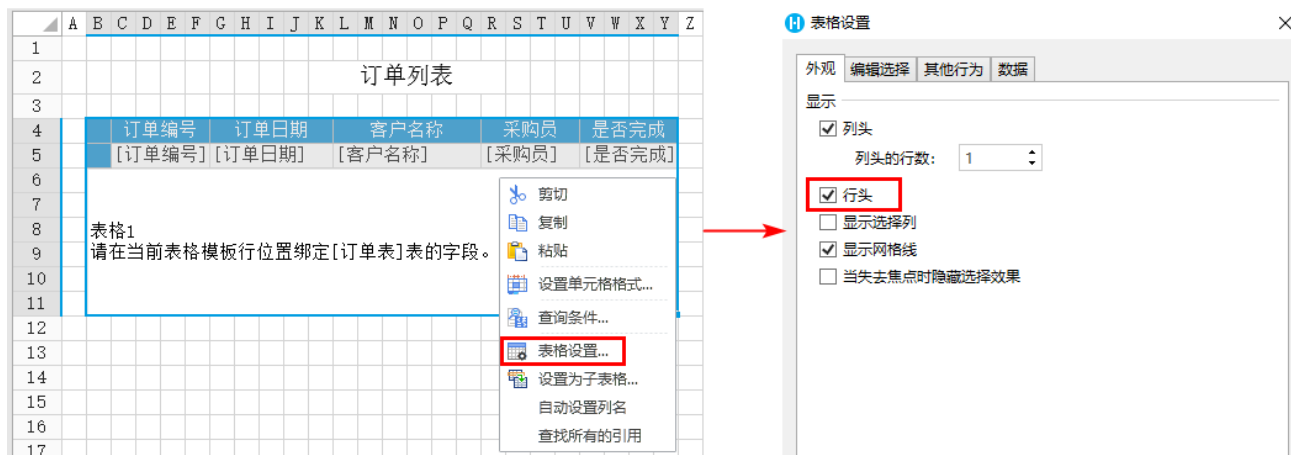 A B C D E F G H I J K L M N O P Q R S T U V W X Y Z
1
2 订单列表
3
4 订单编号 订单日期 客户名称 采购员 是否完成
5 [订单编号] [订单日期] [客户名称] [采购员] [是否完成]
6
7
8 表格1
9 请在当前表格模板行位置绑定[订单表]表的字段。
10
11
12
13
14
15
16
17
剪切
复制
粘贴
设置单元格格式...
查询条件...
表格设置...
设置为子表格...
自动设置列名
查找所有的引用
表格设置
外观 编辑选择 其他行为 数据
显示
列头
列头的行数: 1
行头
显示选择列
显示网格线
当失去焦点时隐藏选择效果